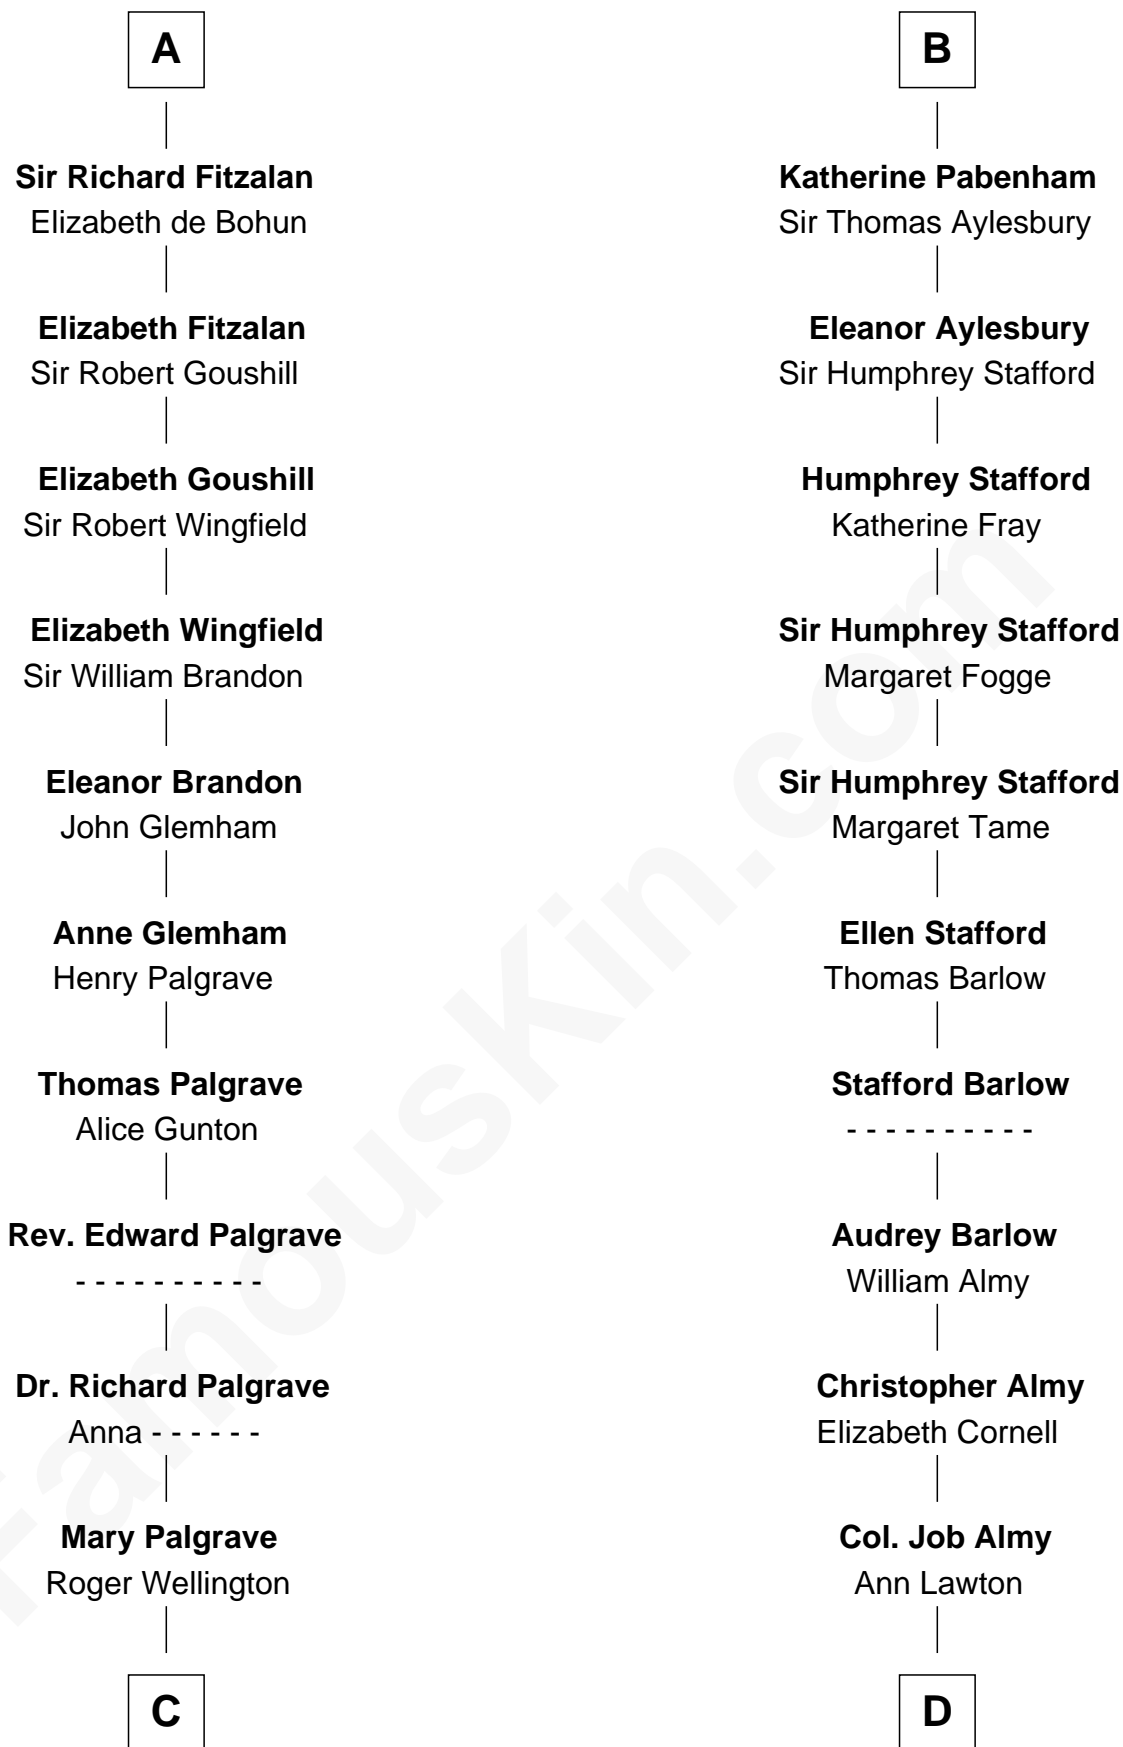 A
Sir Richard Fitzalan
Elizabeth de Bohun
Elizabeth Fitzalan
Sir Robert Goushill
Elizabeth Goushill
Sir Robert Wingfield
Elizabeth Wingfield
Sir William Brandon
Eleanor Brandon
John Glemham
Anne Glemham
Henry Palgrave
Thomas Palgrave
Alice Gunton
Rev. Edward Palgrave
- - - - - - - - - -
Dr. Richard Palgrave
Anna - - - - - -
Mary Palgrave
Roger Wellington
C
B
Katherine Pabenham
Sir Thomas Aylesbury
Eleanor Aylesbury
Sir Humphrey Stafford
Humphrey Stafford
Katherine Fray
Sir Humphrey Stafford
Margaret Fogge
Sir Humphrey Stafford
Margaret Tame
Ellen Stafford
Thomas Barlow
Stafford Barlow
- - - - - - - - - -
Audrey Barlow
William Almy
Christopher Almy
Elizabeth Cornell
Col. Job Almy
Ann Lawton
D
FamousKin.com